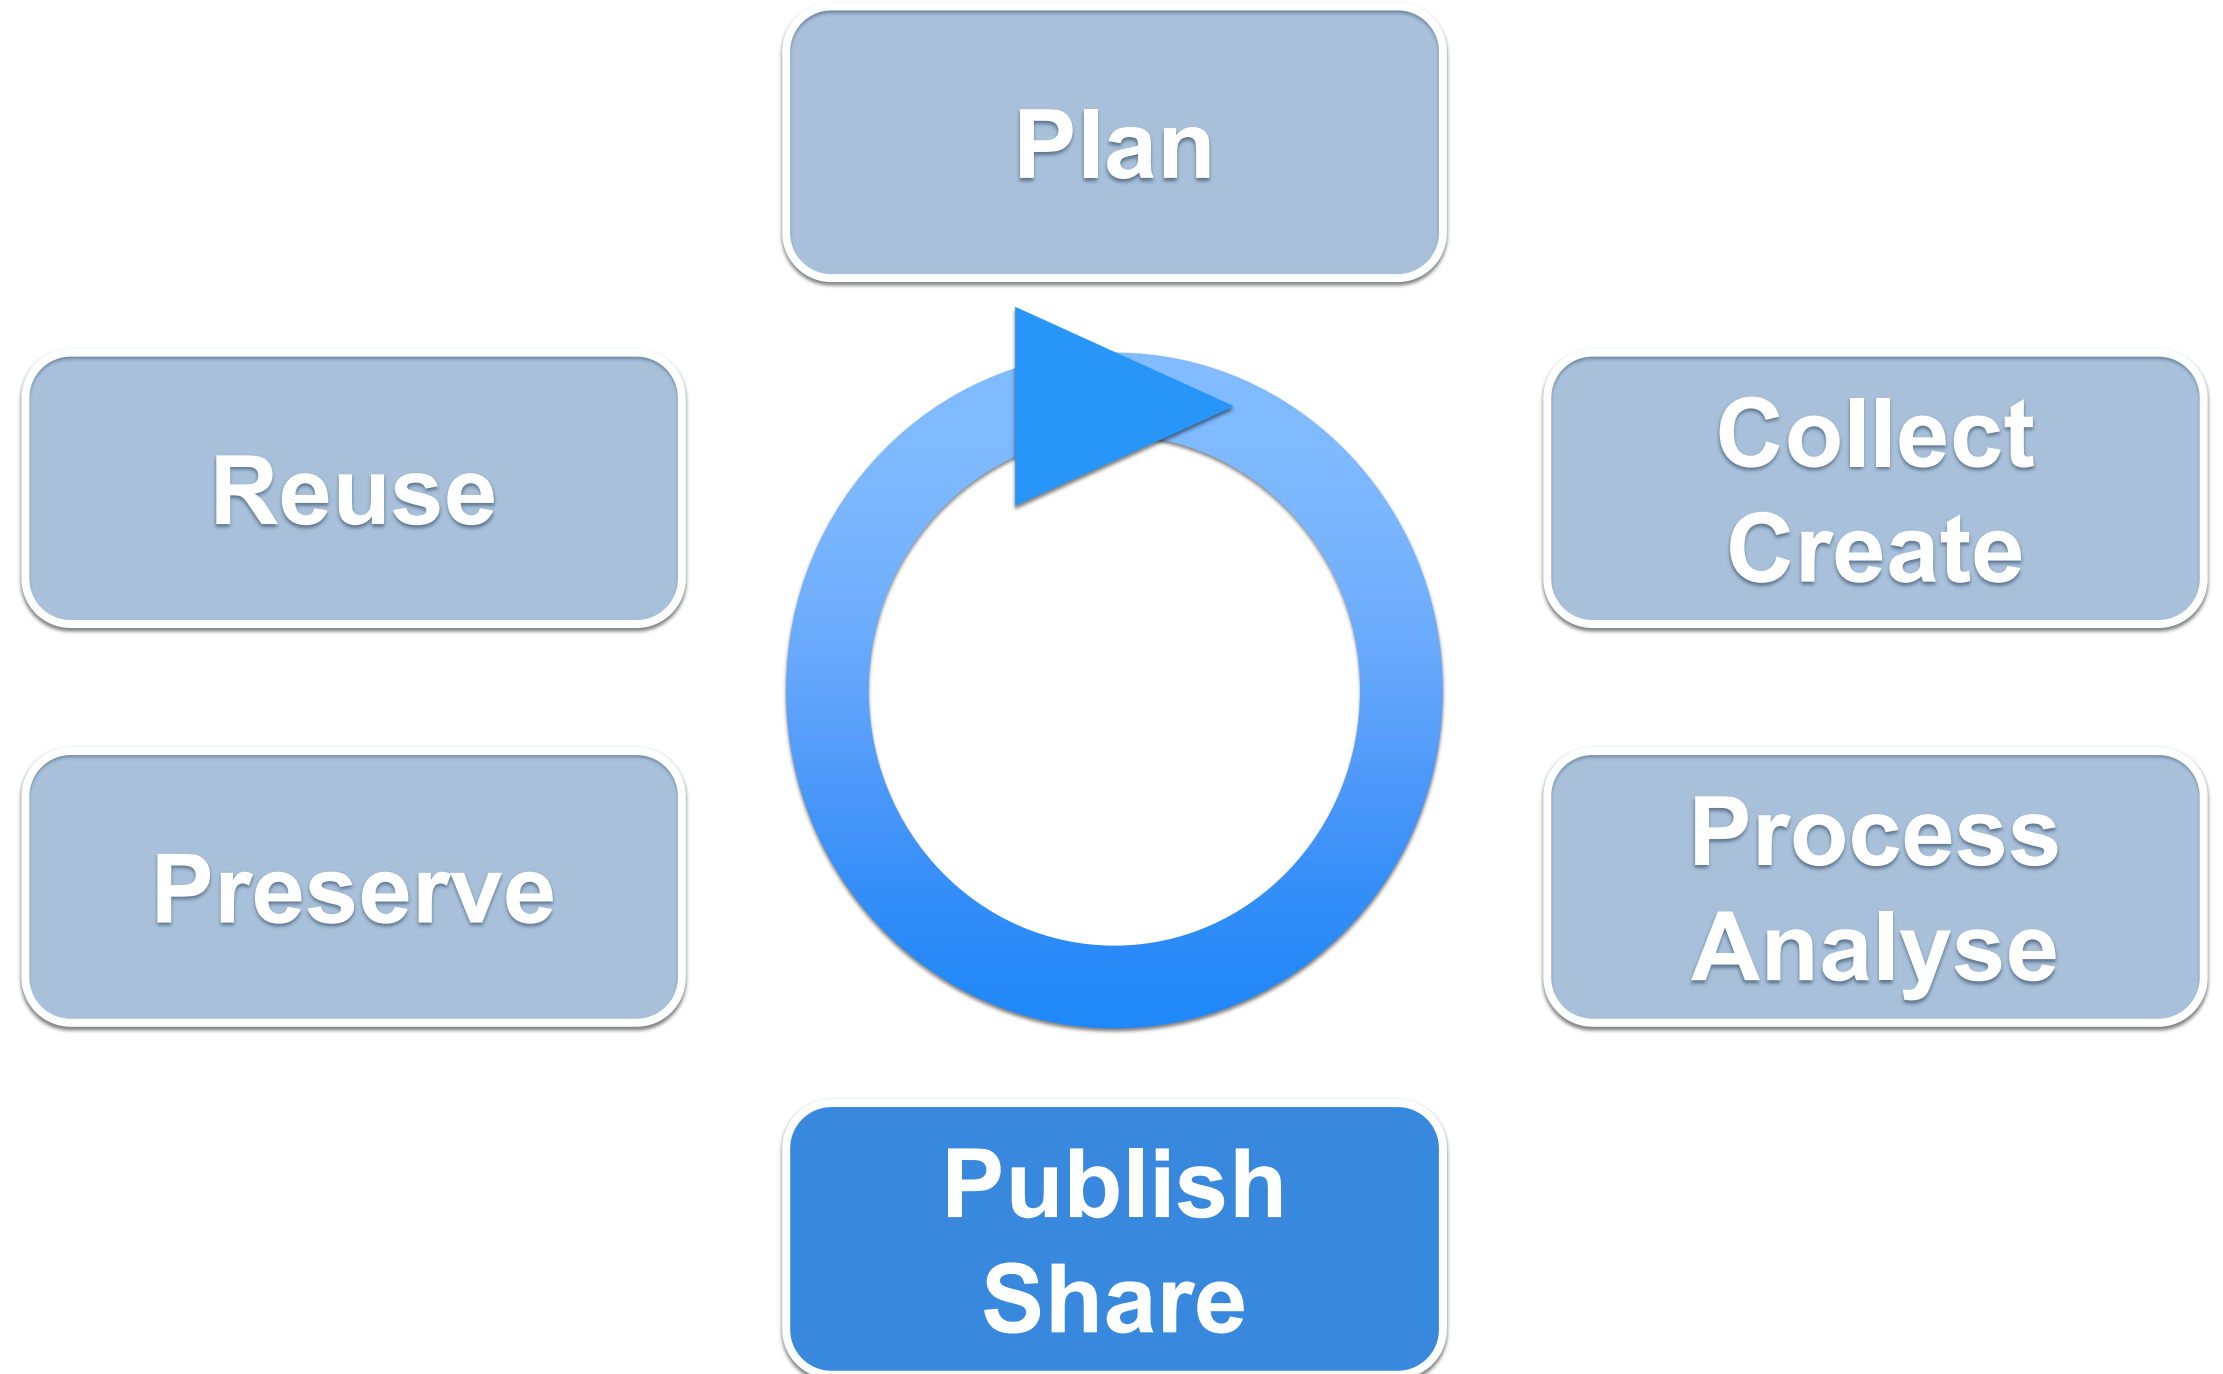 Plan
Reuse
Collect
Create
Preserve
Process
Analyse
Publish
Share